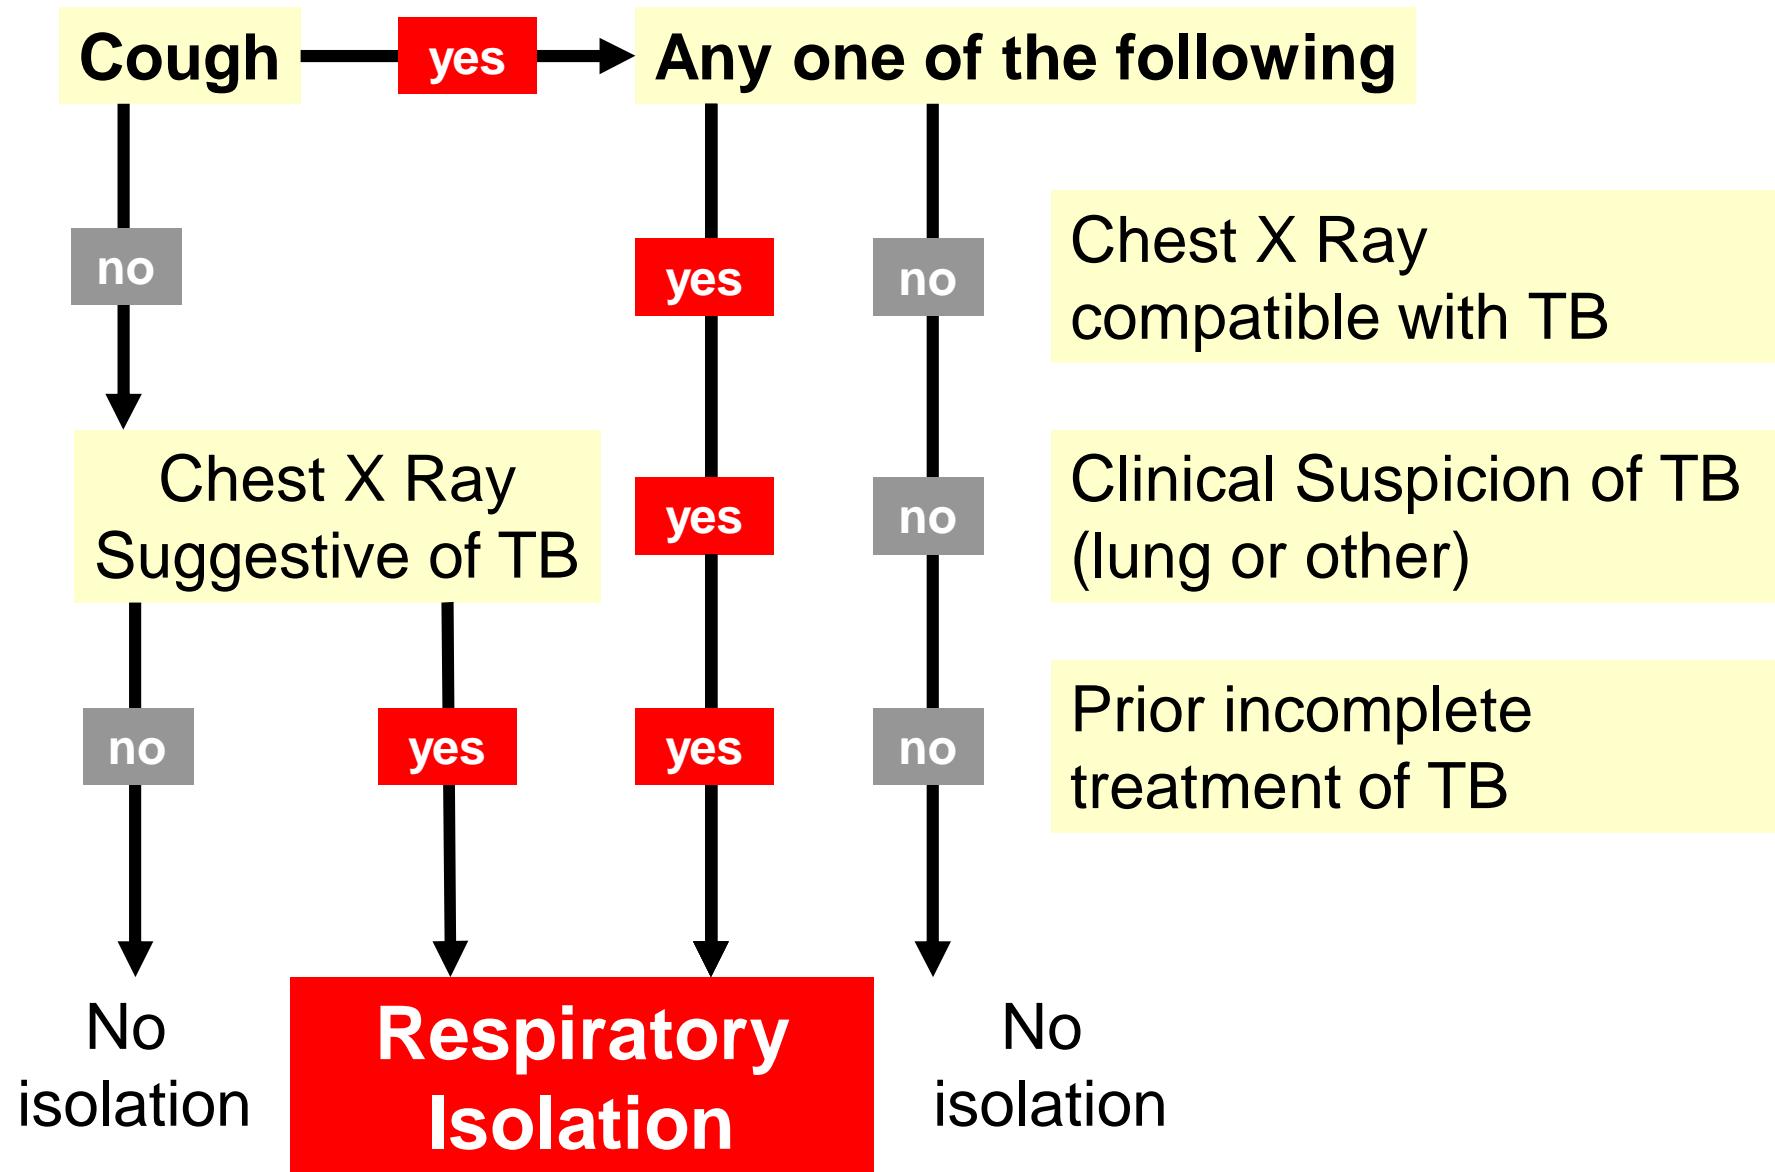 Cough
yes
Any one of the following
no
yes
no
Chest X Ray
compatible with TB
Chest X Ray
Suggestive of TB
yes
no
Clinical Suspicion of TB
(lung or other)
no
yes
yes
no
Prior incomplete
treatment of TB
No
isolation
Respiratory
Isolation
No
isolation